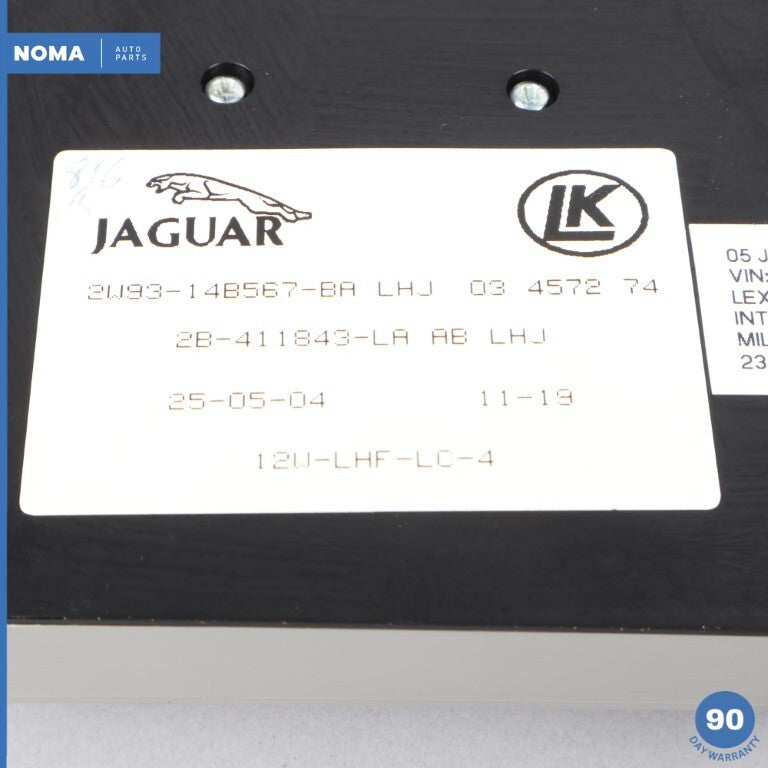 NOMA AUTO PARTS
JAGUAR LK
2W93-14B567-BA LHJ 03 4572 74
2B-411843-LA AB LHJ
25-05-04 11-19
12W-LHF-LC-4
05 J
VIN:
LEX
INT
MIL
23
90
DAY WARRANTY